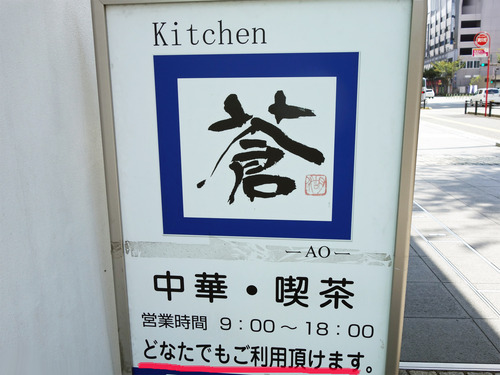 Kitchen
蒼
— AO —
中華・喫茶
営業時間 9:00～18:00
どなたでもご利用頂けます。